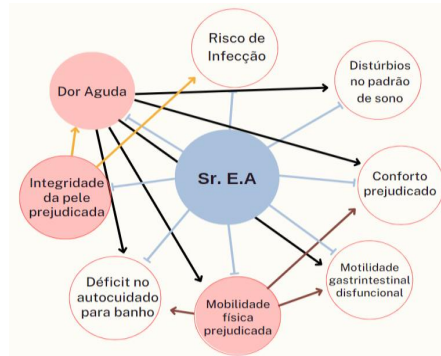 Risco de
Infecção
Dor Aguda
Distúrbios
no padrão
de sono
Sr. E.A
Integridade
da pele
prejudicada
Conforto
prejudicado
Motilidade
gastrintestinal
disfuncional
Déficit no
autocuidado
para banho
Mobilidade
física
prejudicada